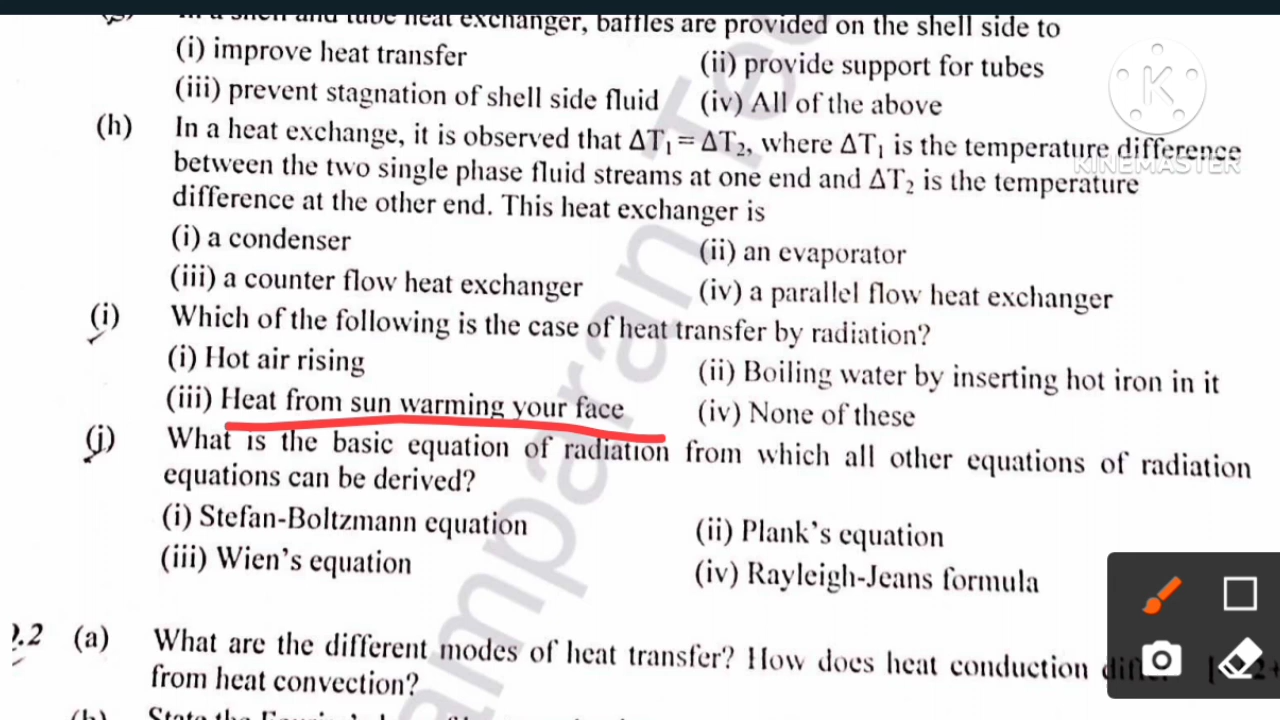 In a shell and tube heat exchanger, baffles are provided on the shell side to
(i) improve heat transfer (ii) provide support for tubes
(iii) prevent stagnation of shell side fluid (iv) All of the above
K
KINEMASTER
(h) In a heat exchange, it is observed that ΔT₁ = ΔT₂, where ΔT₁ is the temperature difference
between the two single phase fluid streams at one end and ΔT₂ is the temperature
difference at the other end. This heat exchanger is
(i) a condenser (ii) an evaporator
(iii) a counter flow heat exchanger (iv) a parallel flow heat exchanger
(i) Which of the following is the case of heat transfer by radiation?
(i) Hot air rising (ii) Boiling water by inserting hot iron in it
(iii) Heat from sun warming your face (iv) None of these
(j) What is the basic equation of radiation from which all other equations of radiation
equations can be derived?
(i) Stefan-Boltzmann equation (ii) Plank's equation
(iii) Wien's equation (iv) Rayleigh-Jeans formula
Q.2 (a) What are the different modes of heat transfer? How does heat conduction
from heat convection?
(b) State the Fourier's